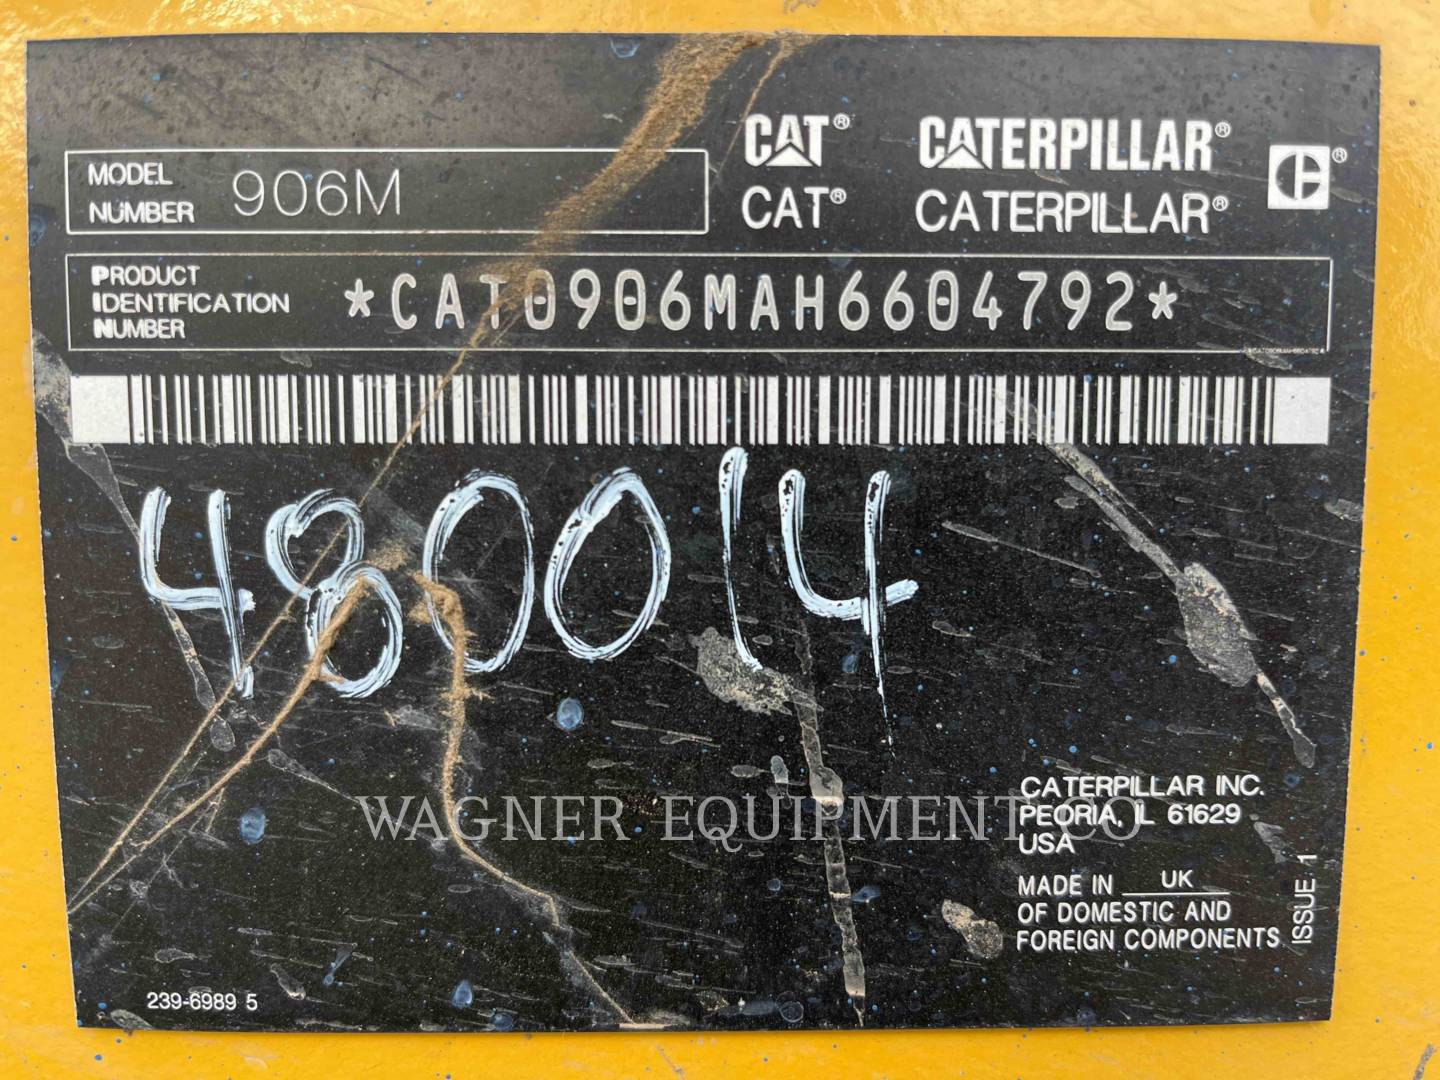 CAT® CATERPILLAR®
MODEL NUMBER 906M
CAT® CATERPILLAR®
PRODUCT IDENTIFICATION NUMBER *CAT0906MAH6604792*
480014
CATERPILLAR INC.
PEORIA, IL 61629
USA
WAGNER EQUIPMENT CO
MADE IN UK
OF DOMESTIC AND
FOREIGN COMPONENTS
ISSUE 1
239-6989 5